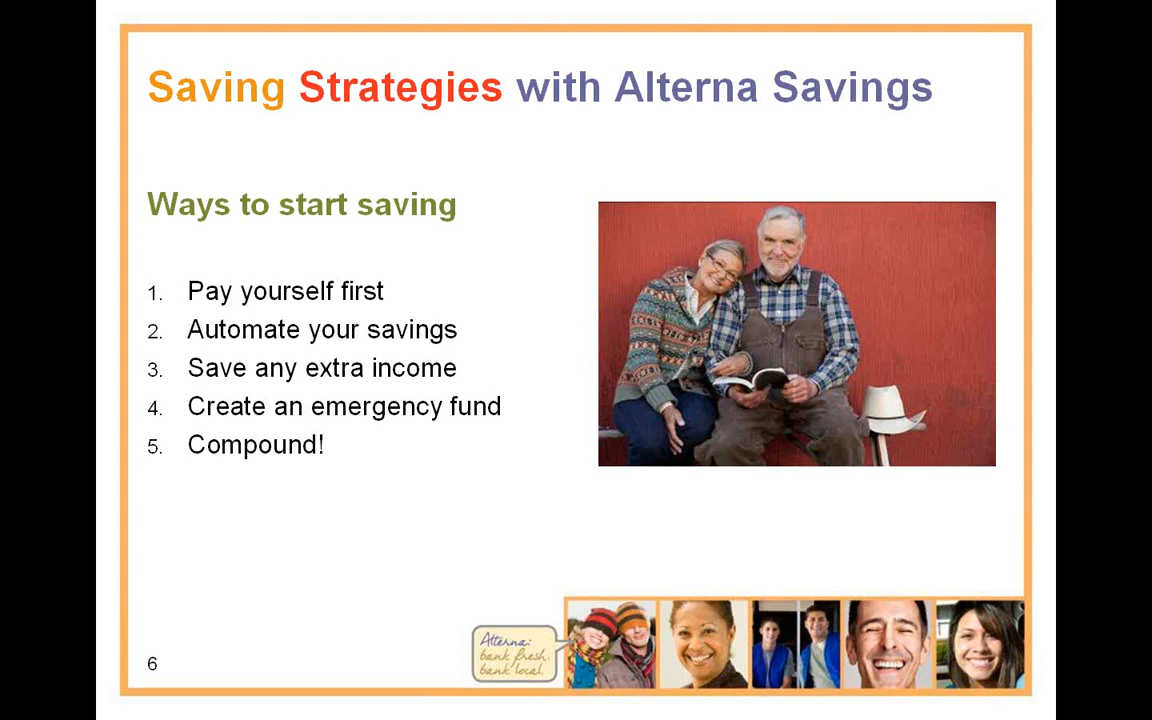 Saving Strategies with Alterna Savings
Ways to start saving
1. Pay yourself first
2. Automate your savings
3. Save any extra income
4. Create an emergency fund
5. Compound!
Alterna:
bank fresh.
bank local.
6